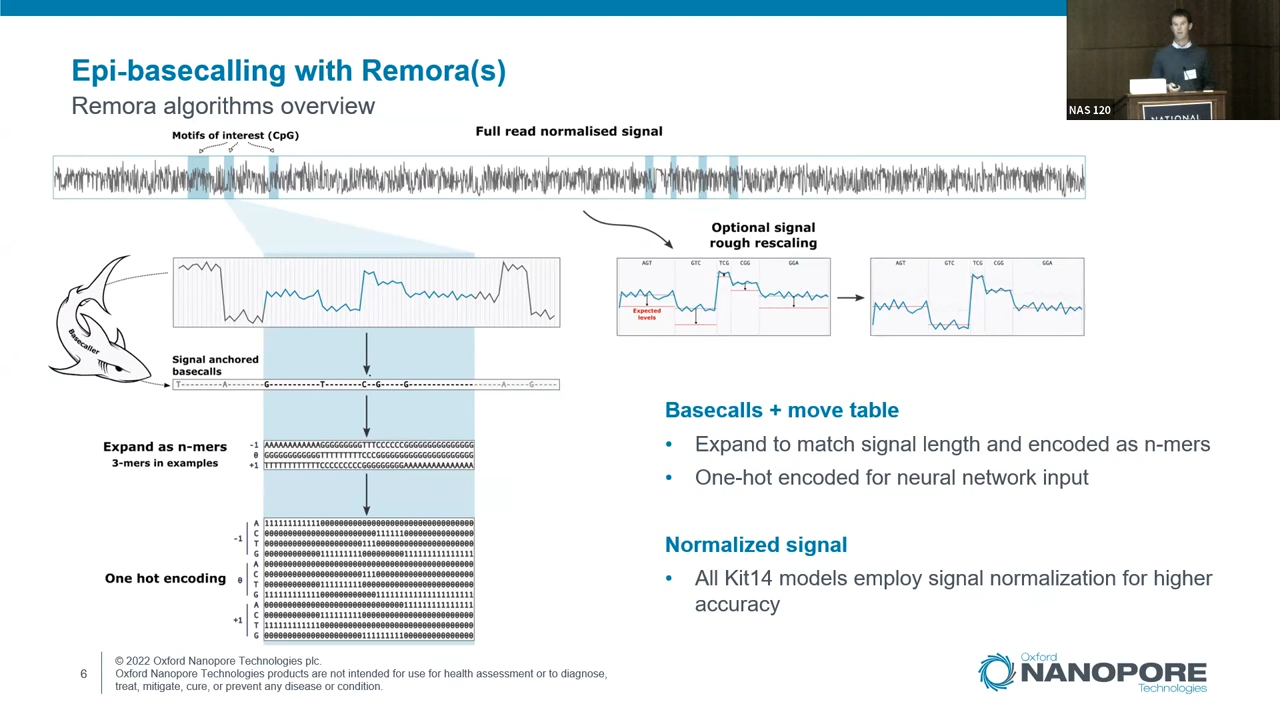 Epi-basecalling with Remora(s)
Remora algorithms overview
NAS 120
NATIONAL
Motifs of interest (CpG)
Full read normalised signal
Optional signal
rough rescaling
AGT GTC TCG CGG GGA
Expected
levels
AGT GTC TCG CGG GGA
Basecaller
Signal anchored
basecalls
Expand as n-mers
3-mers in examples
-1
0
+1
One hot encoding
-1
0
+1
A
C
T
G
A
C
T
G
A
C
T
G
Basecalls + move table
• Expand to match signal length and encoded as n-mers
• One-hot encoded for neural network input
Normalized signal
• All Kit14 models employ signal normalization for higher
accuracy
6
© 2022 Oxford Nanopore Technologies plc.
Oxford Nanopore Technologies products are not intended for use for health assessment or to diagnose,
treat, mitigate, cure, or prevent any disease or condition.
Oxford
NANOPORE
Technologies